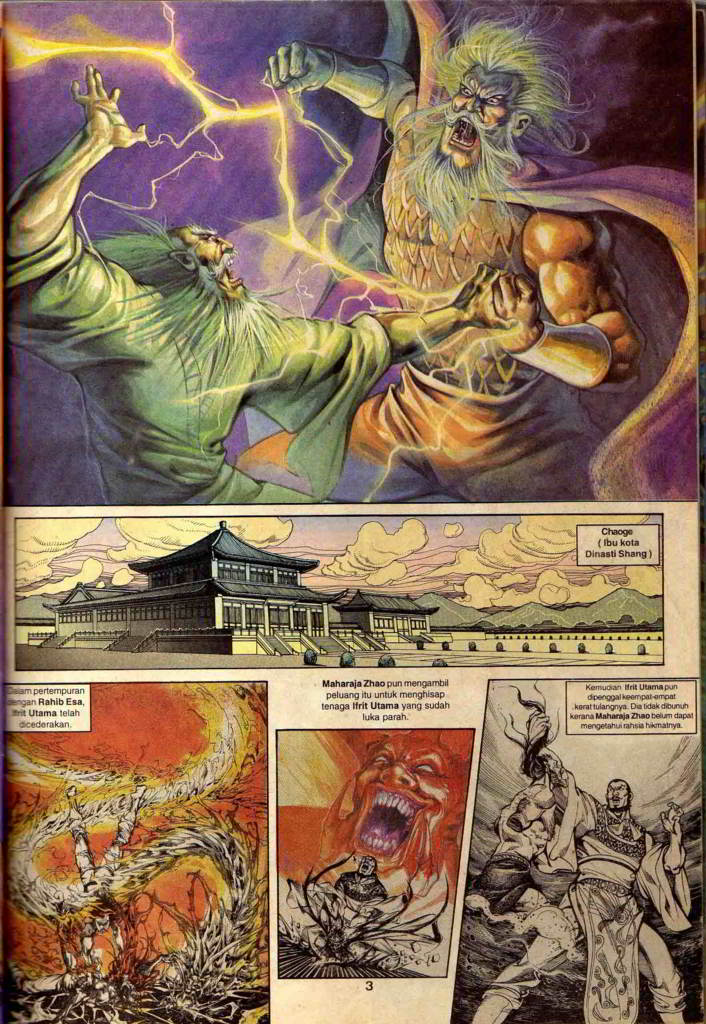 Chaoge
( Ibu kota
Dinasti Shang )
Dalam pertempuran
dengan Rahib Esa,
Ifrit Utama telah
dicederakan.
Maharaja Zhao pun mengambil
peluang itu untuk menghisap
tenaga Ifrit Utama yang sudah
luka parah.
Kemudian Ifrit Utama pun
dipenggal keempat-empat
kerat tulangnya. Dia tidak dibunuh
kerana Maharaja Zhao belum dapat
mengetahui rahsia hikmatnya.
3